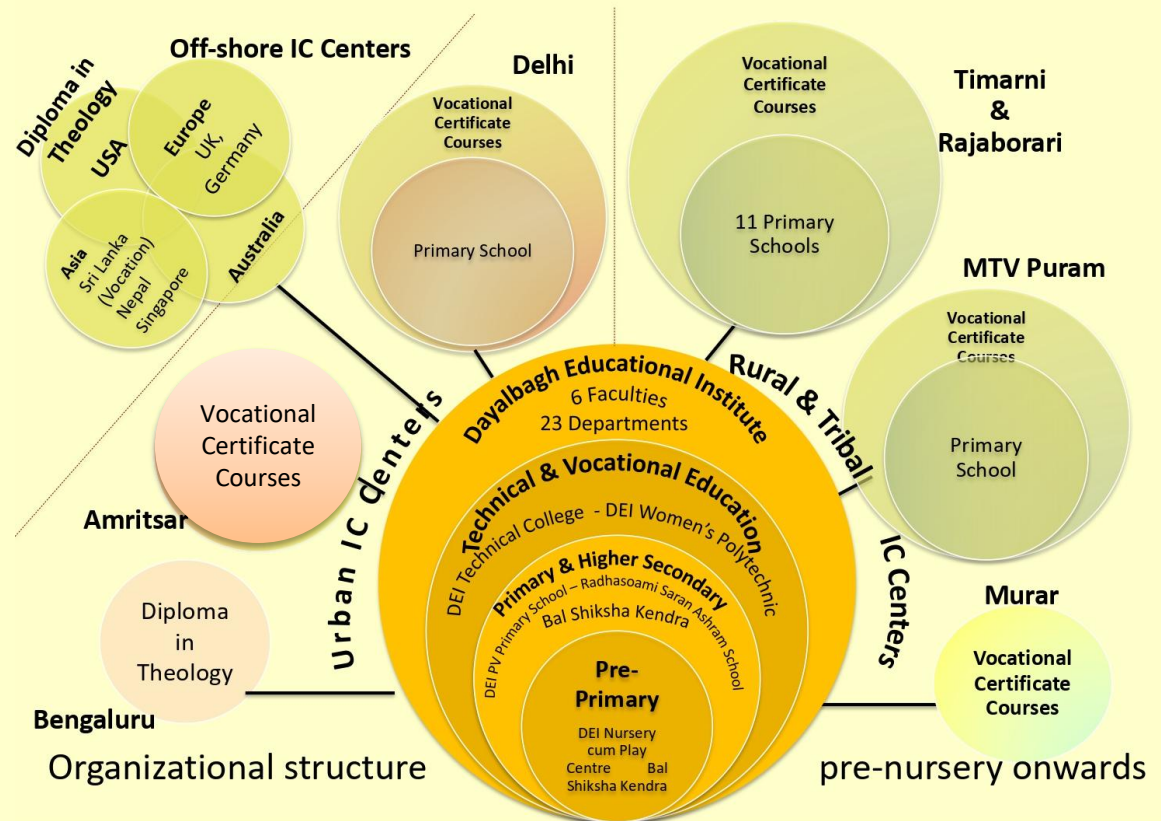 Off-shore IC Centers
Diploma in
Theology
USA
Europe
UK,
Germany
Asia
Sri Lanka
(Vocation)
Nepal
Singapore
Australia
Delhi
Vocational
Certificate
Courses
Primary School
Vocational
Certificate
Courses
11 Primary
Schools
Timarni
&
Rajaborari
MTV Puram
Vocational
Certificate
Courses
Primary
School
Vocational
Certificate
Courses
Amritsar
Diploma
in
Theology
Bengaluru
Urban IC Centers
Dayalbagh Educational Institute
6 Faculties
23 Departments
Technical & Vocational Education
DEI Technical College - DEI Women's Polytechnic
Primary & Higher Secondary
DEI PV Primary School – Radhasoami Saran Ashram School
Bal Shiksha Kendra
Pre-
Primary
DEI Nursery
cum Play
Centre Bal
Shiksha Kendra
Rural & Tribal
IC Centers
Murar
Vocational
Certificate
Courses
Organizational structure
pre-nursery onwards